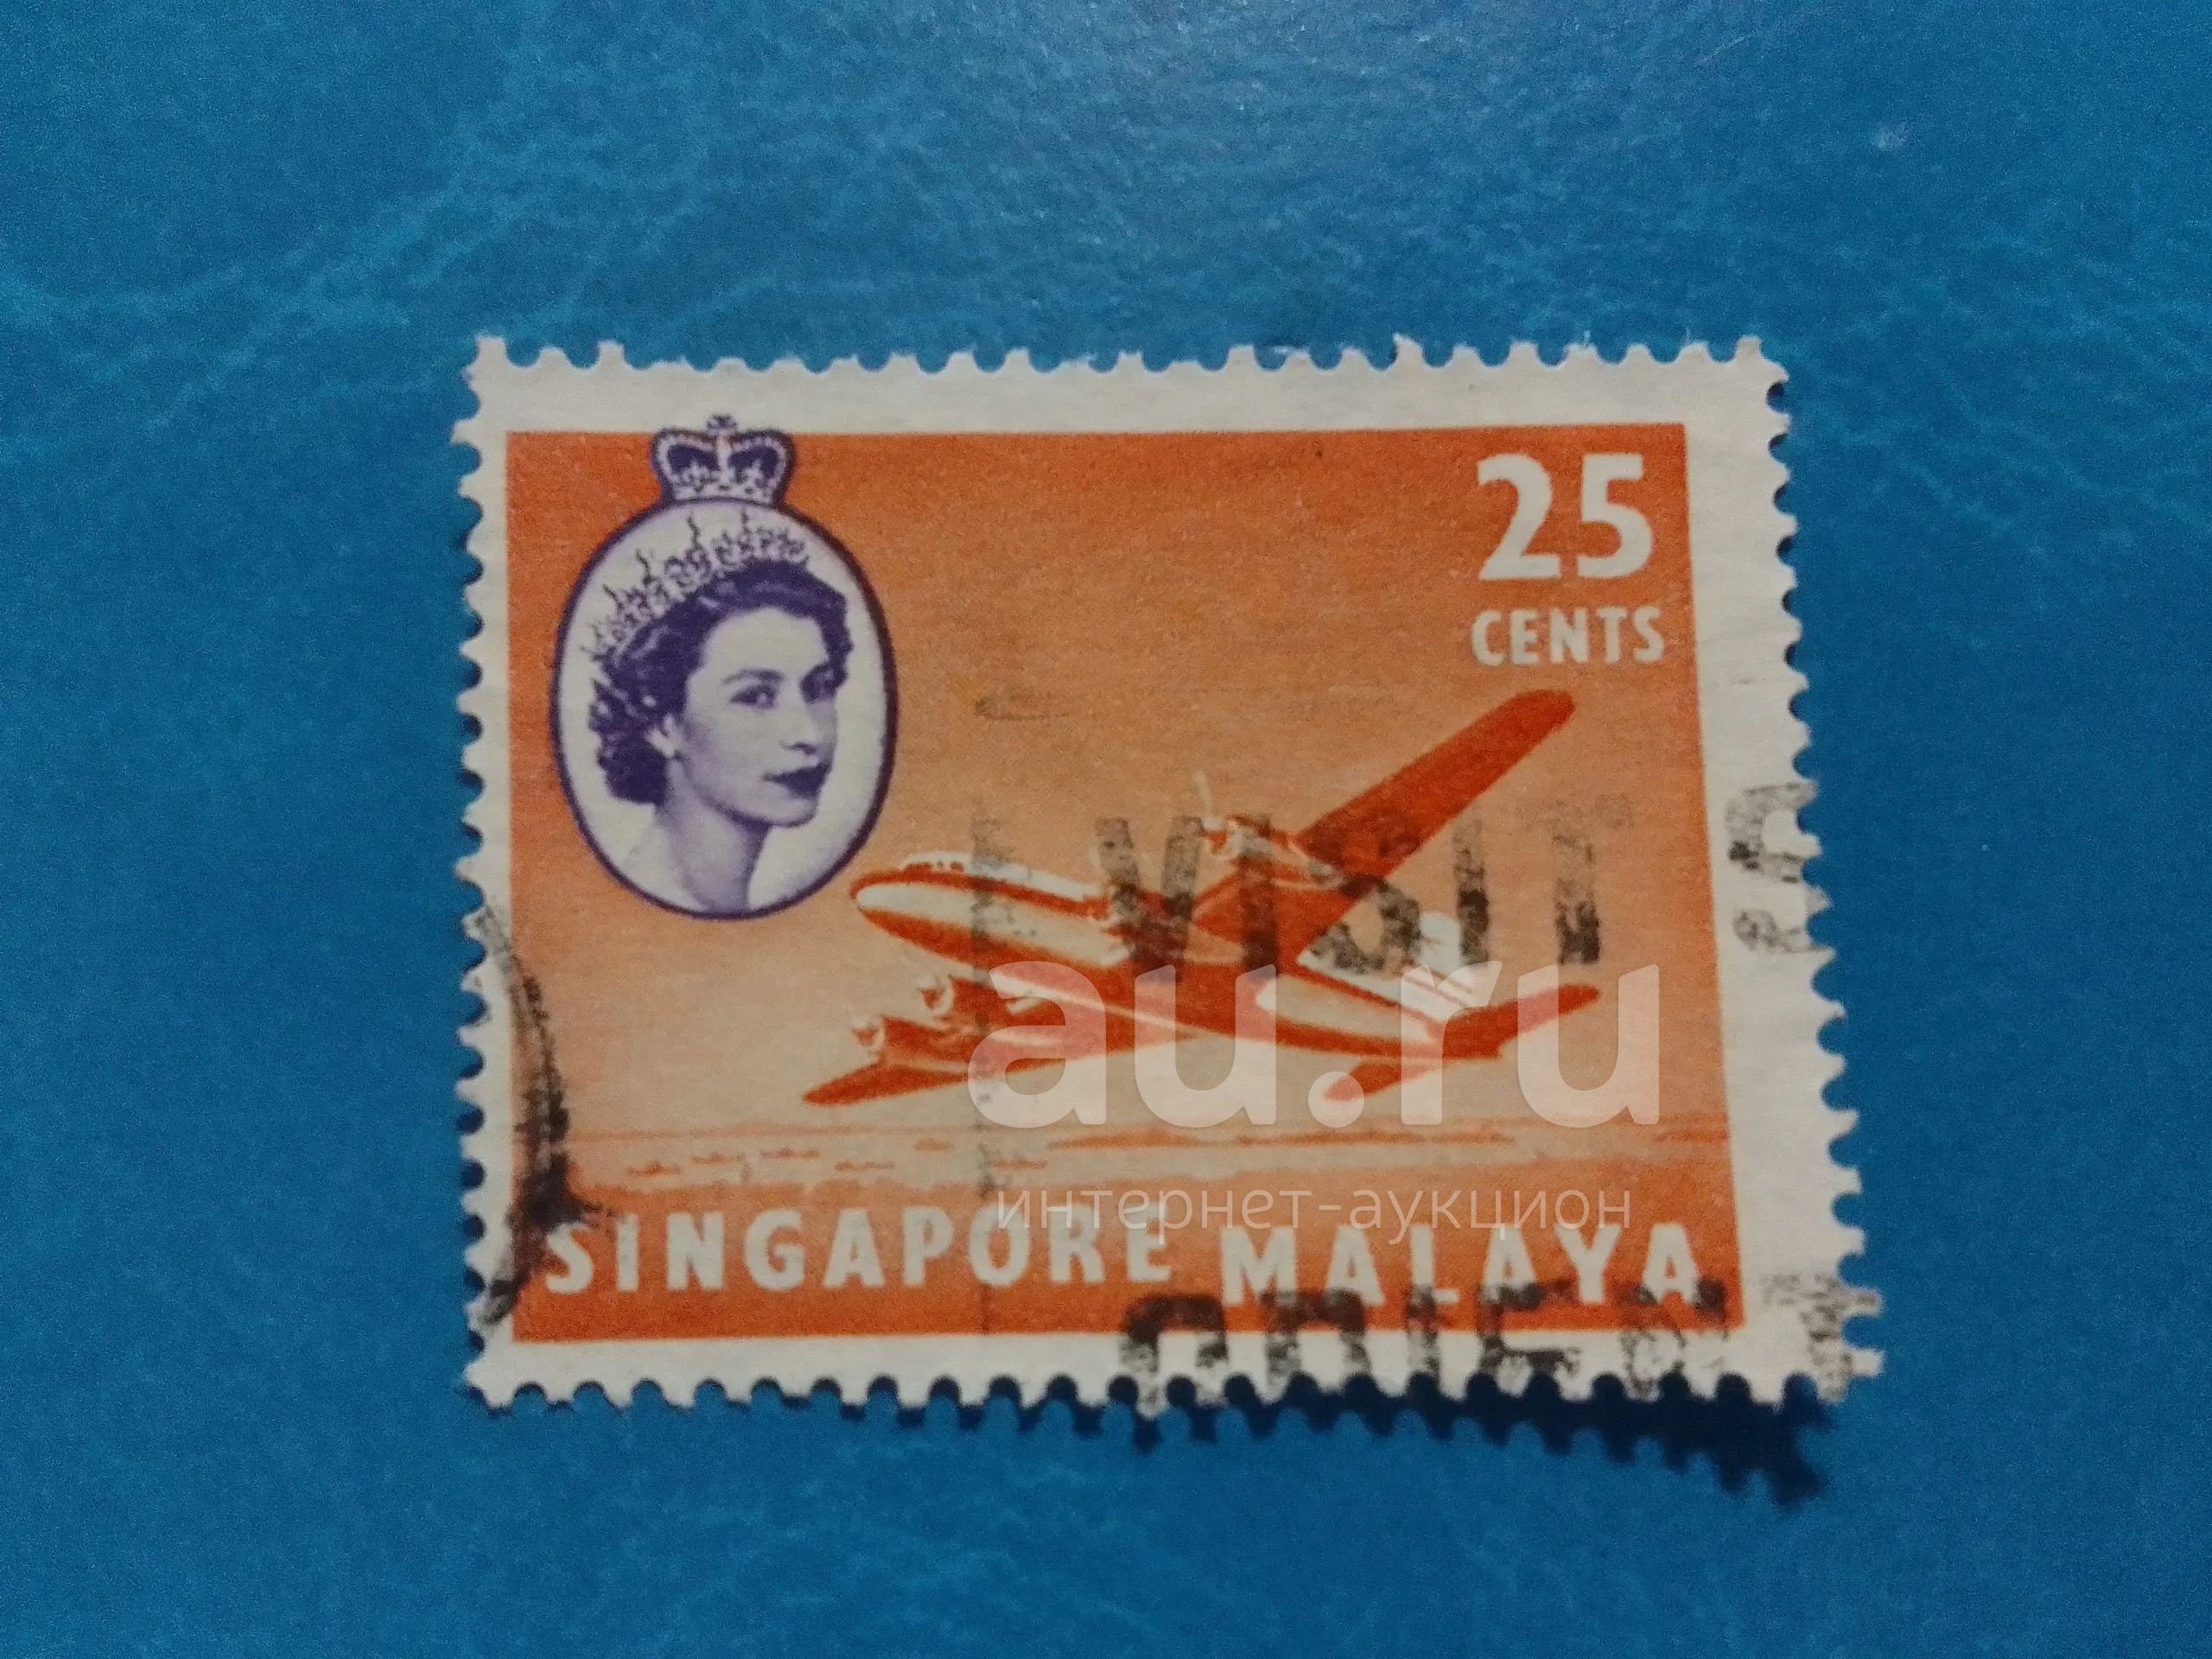 25
CENTS
VISIT
au.ru
интернет-аукцион
SINGAPORE MALAYA